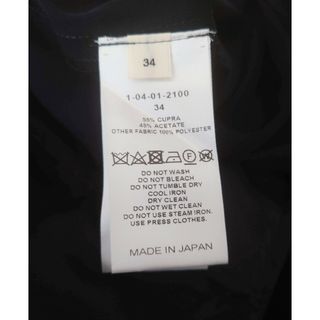 34
1-04-01-2100
34
55% CUPRA
45% ACETATE
OTHER FABRIC 100% POLYESTER
DO NOT WASH
DO NOT BLEACH
DO NOT TUMBLE DRY
COOL IRON
DRY CLEAN
DO NOT WET CLEAN
DO NOT USE STEAM IRON.
USE PRESS CLOTHES.
MADE IN JAPAN